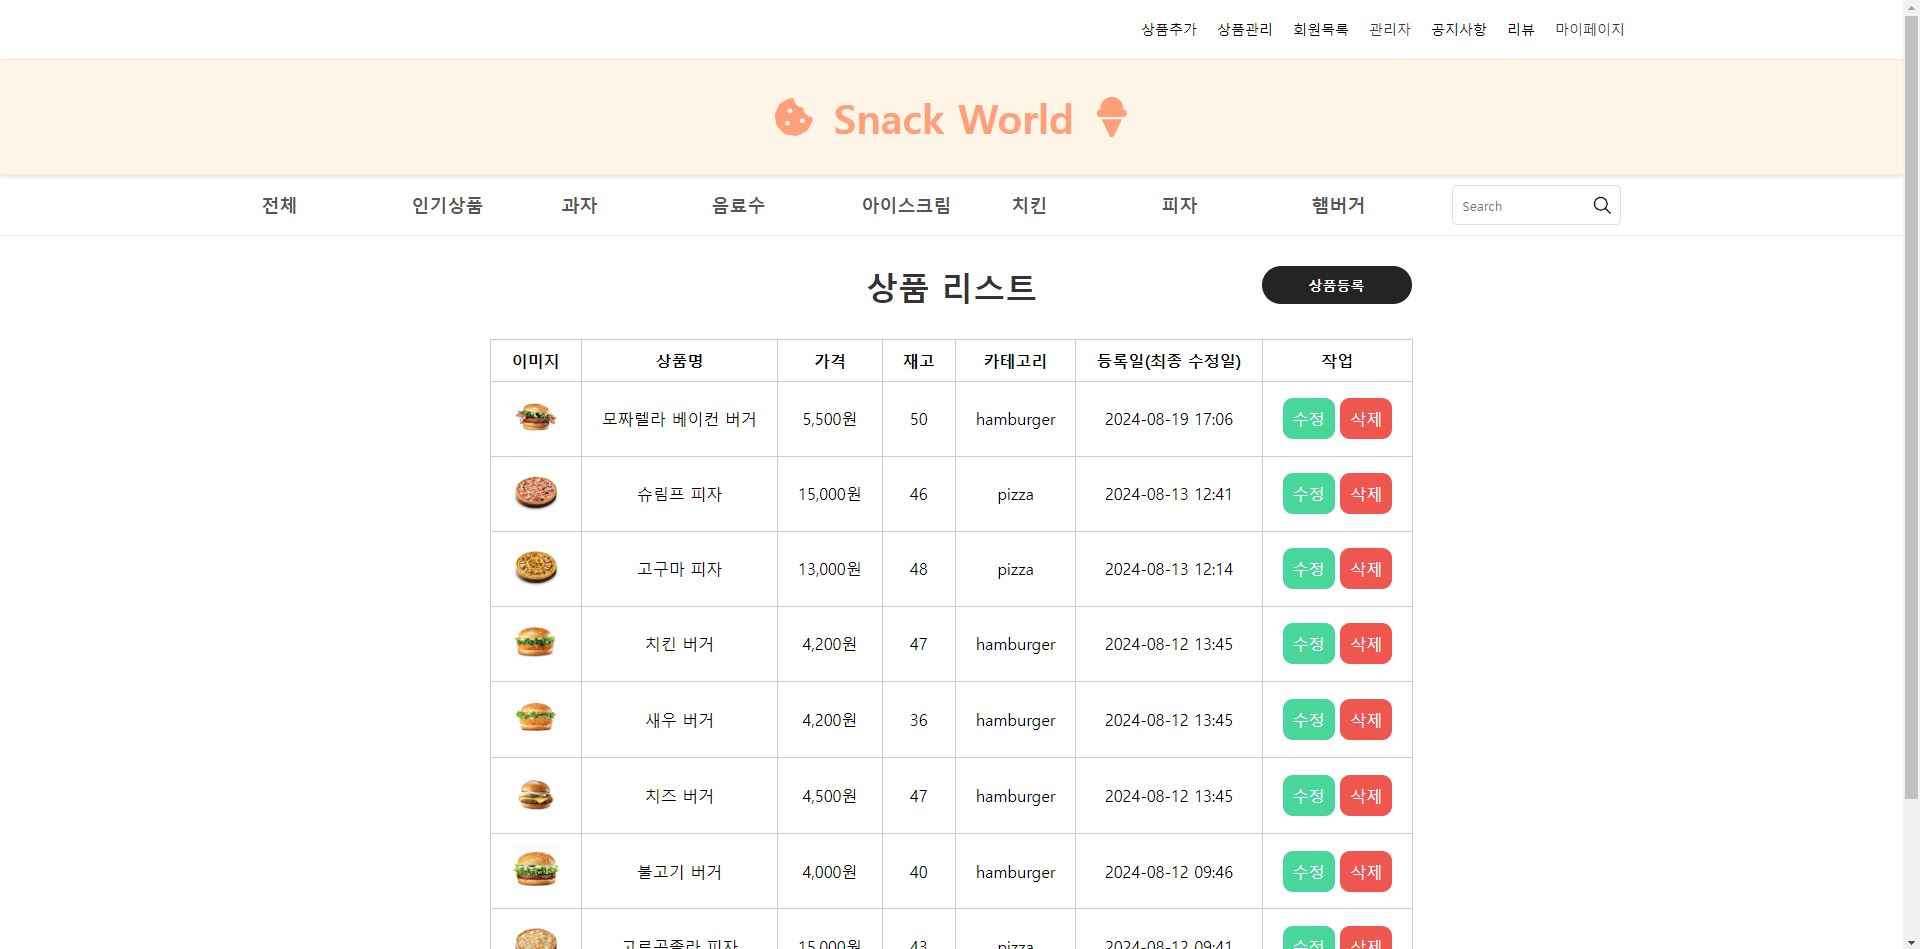 상품추가 상품관리 회원목록 관리자 공지사항 리뷰 마이페이지
Snack World
전체 인기상품 과자 음료수 아이스크림 치킨 피자 햄버거 Search
상품 리스트 상품등록
이미지 상품명 가격 재고 카테고리 등록일(최종 수정일) 작업
모짜렐라 베이컨 버거 5,500원 50 hamburger 2024-08-19 17:06 수정 삭제
슈림프 피자 15,000원 46 pizza 2024-08-13 12:41 수정 삭제
고구마 피자 13,000원 48 pizza 2024-08-13 12:14 수정 삭제
치킨 버거 4,200원 47 hamburger 2024-08-12 13:45 수정 삭제
새우 버거 4,200원 36 hamburger 2024-08-12 13:45 수정 삭제
치즈 버거 4,500원 47 hamburger 2024-08-12 13:45 수정 삭제
불고기 버거 4,000원 40 hamburger 2024-08-12 09:46 수정 삭제
고르곤졸라 피자 15,000원 43 pizza 2024-08-12 09:41 수정 삭제